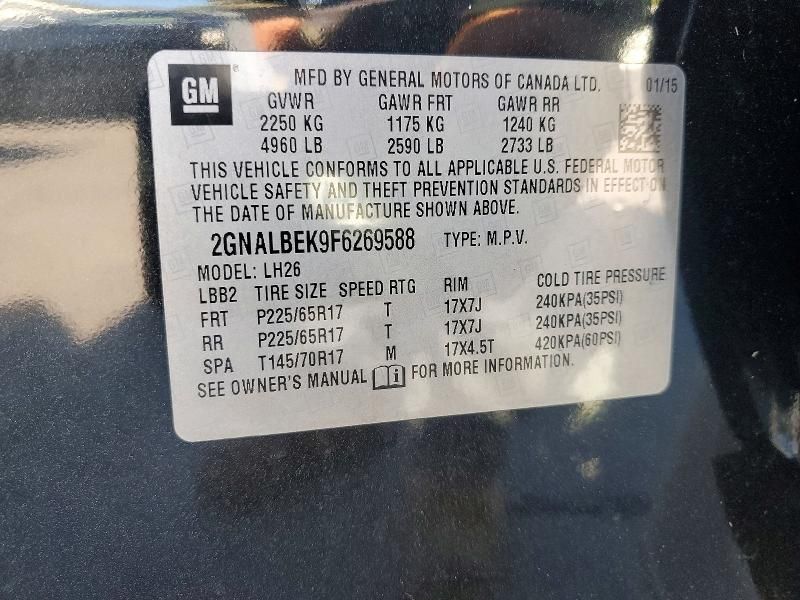 GM
MFD BY GENERAL MOTORS OF CANADA LTD. 01/15
GVWR GAWR FRT GAWR RR
2250 KG 1175 KG 1240 KG
4960 LB 2590 LB 2733 LB
THIS VEHICLE CONFORMS TO ALL APPLICABLE U.S. FEDERAL MOTOR
VEHICLE SAFETY AND THEFT PREVENTION STANDARDS IN EFFECT ON
THE DATE OF MANUFACTURE SHOWN ABOVE.
2GNALBEK9F6269588 TYPE: M.P.V.
MODEL: LH26
LBB2 TIRE SIZE SPEED RTG RIM COLD TIRE PRESSURE
FRT P225/65R17 T 17X7J 240KPA(35PSI)
RR P225/65R17 T 17X7J 240KPA(35PSI)
SPA T145/70R17 M 17X4.5T 420KPA(60PSI)
SEE OWNER'S MANUAL FOR MORE INFORMATION.